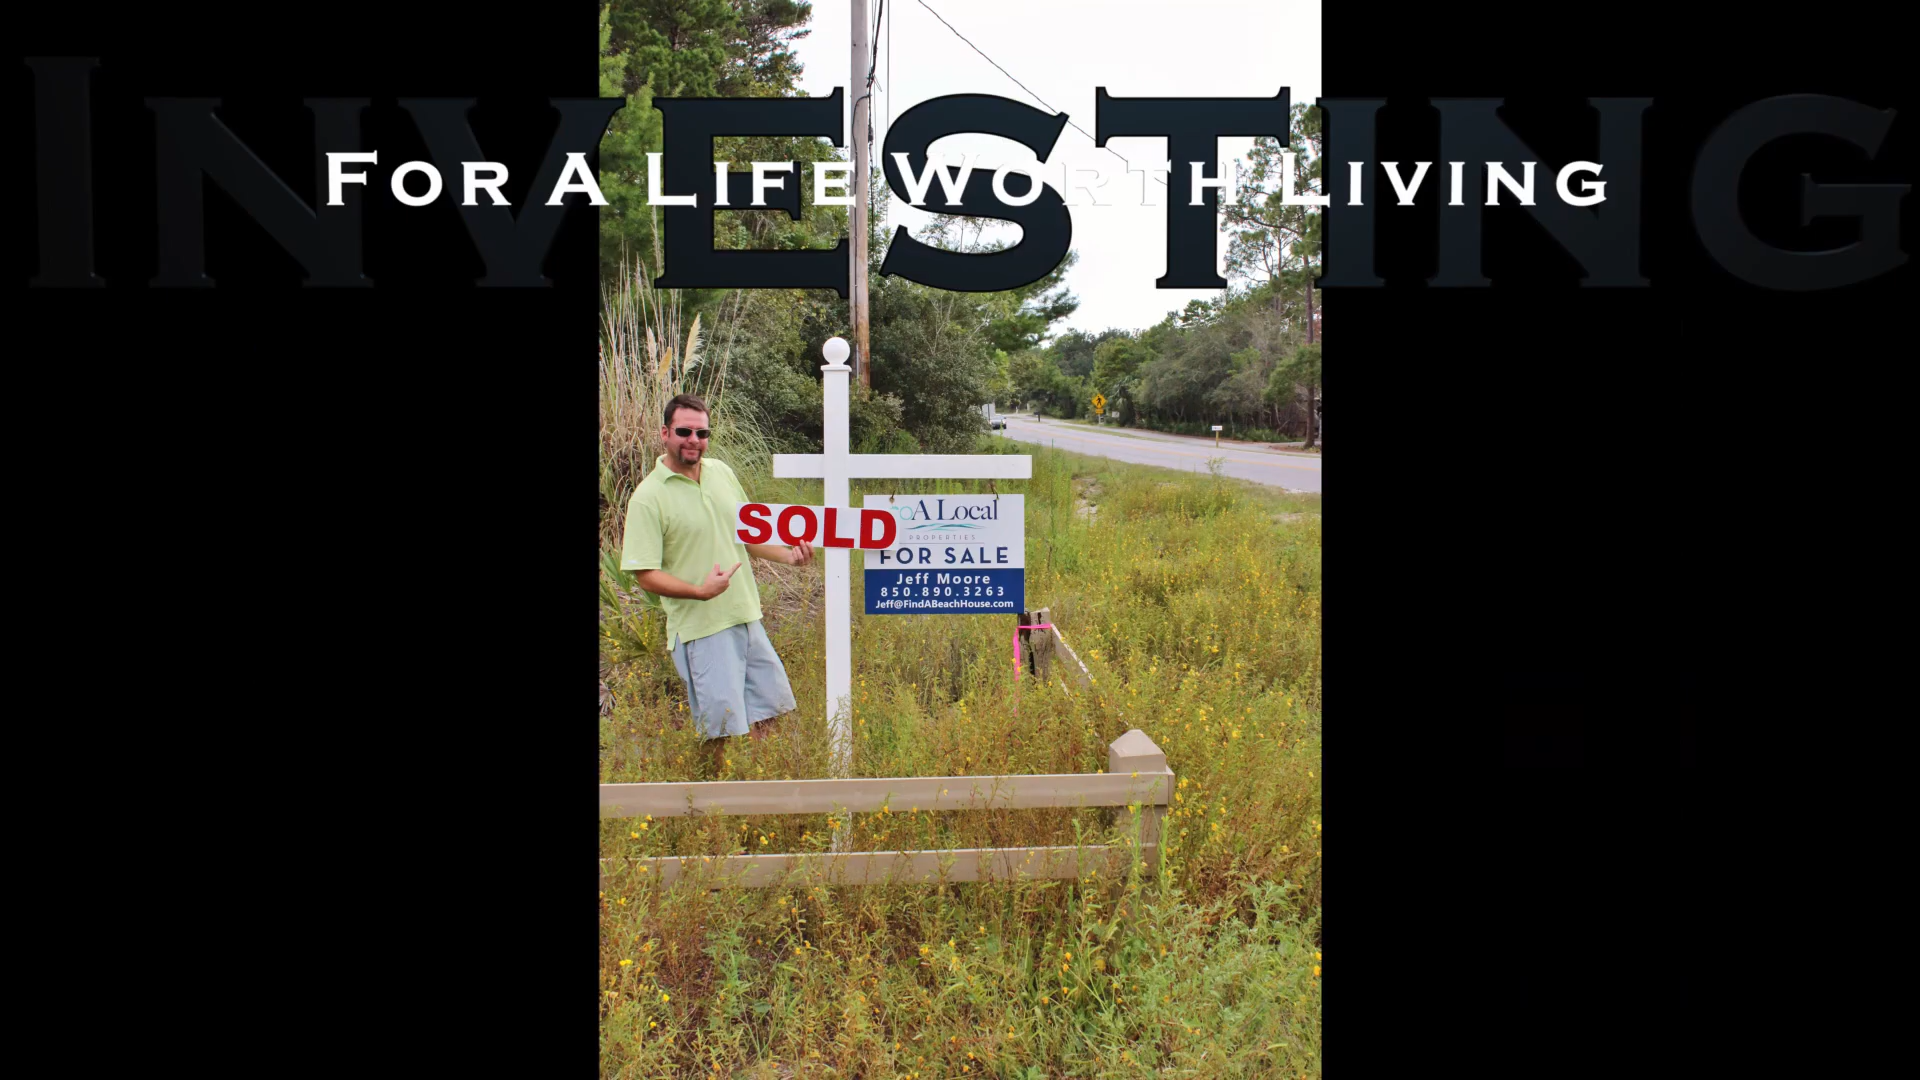 INVESTING
FOR A LIFE WORTH LIVING
SOLD
A Local
PROPERTIES
FOR SALE
Jeff Moore
850.890.3263
Jeff@FindABeachHouse.com